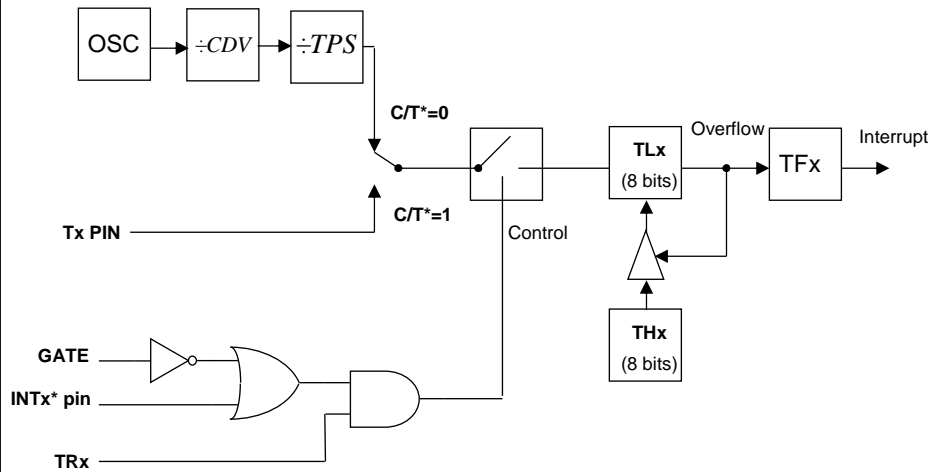 OSC
÷CDV
÷TPS
C/T*=0
Overflow
Interrupt
TLx
(8 bits)
TFx
C/T*=1
Tx PIN
Control
THx
(8 bits)
GATE
INTx* pin
TRx